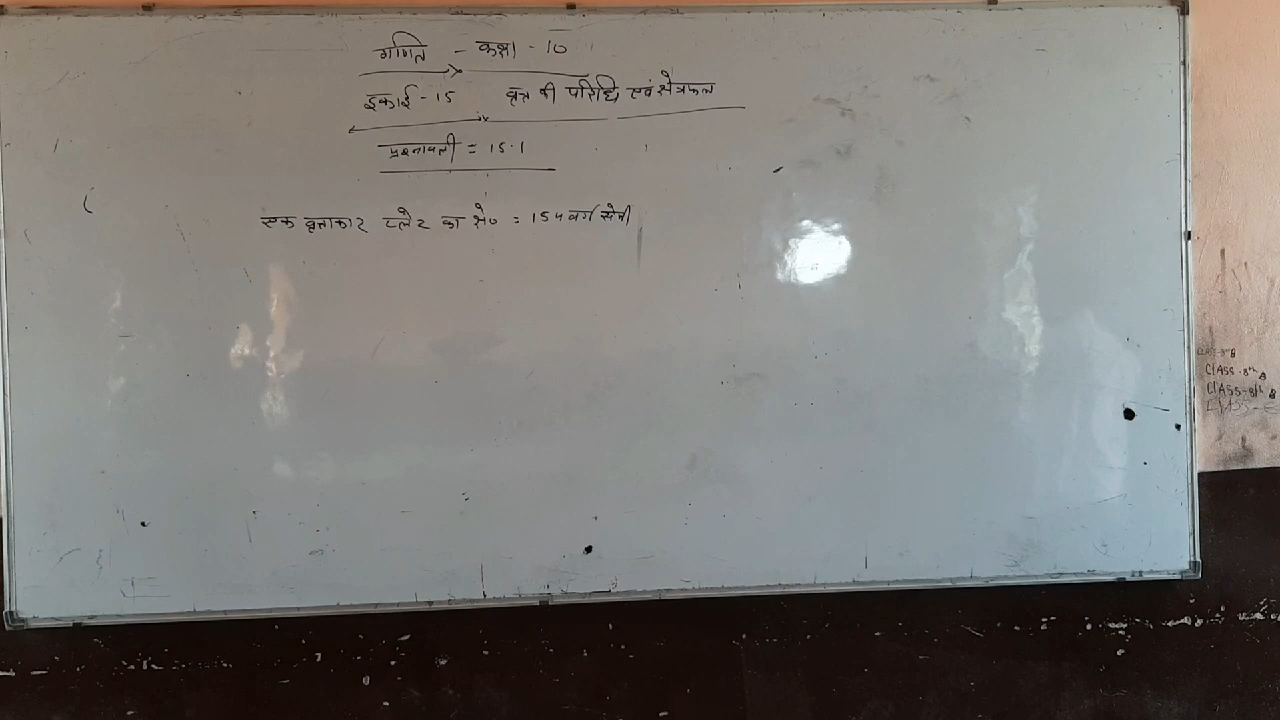 गणित - कक्षा - 10
इकाई - 15 वृत्त की परिधि एवं क्षेत्रफल
प्रश्नावली = 15.1
एक वृत्ताकार प्लेट का क्षे० = 154 वर्ग सेमी
CLASS-8th B
CLASS-8th B